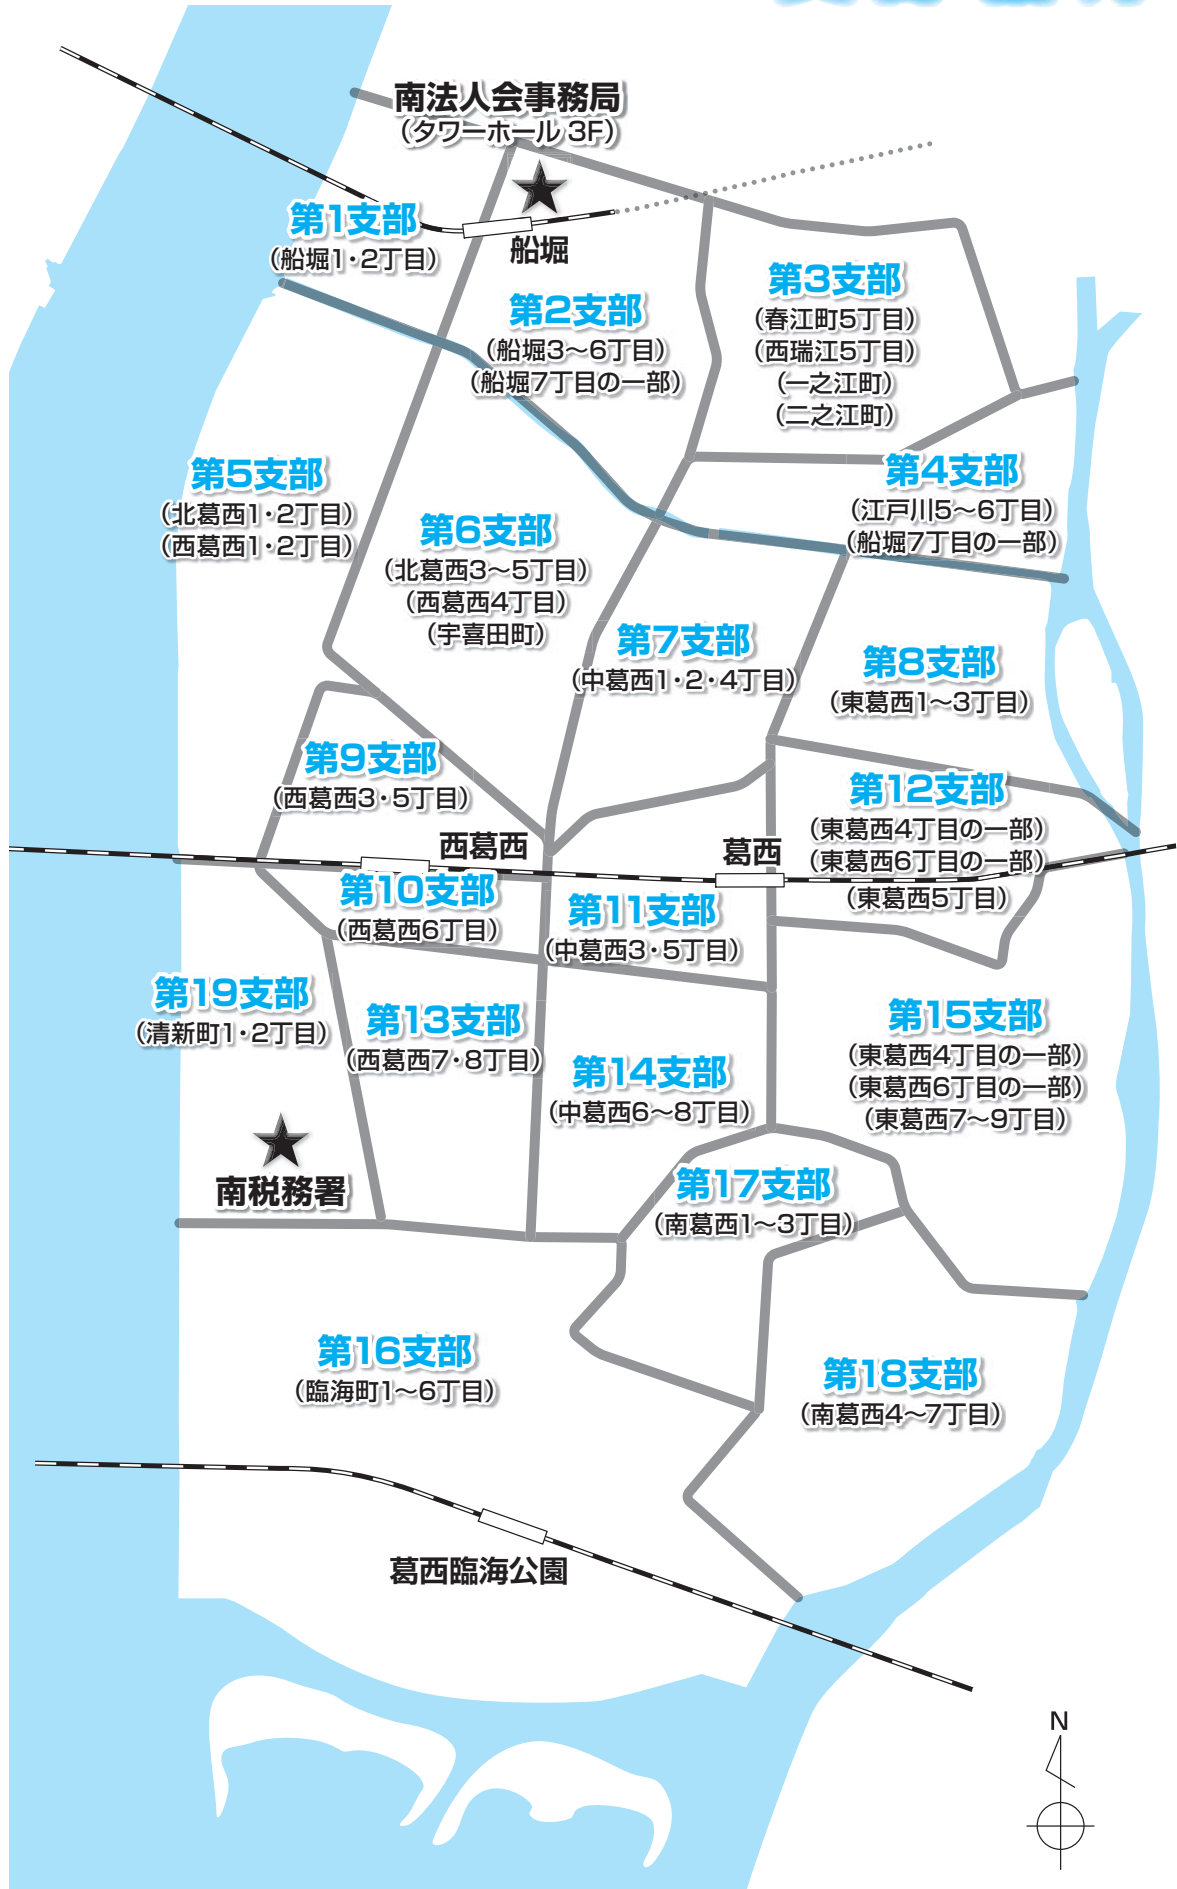 南法人会事務局
（タワーホール 3F）
第1支部
（船堀1・2丁目）
船堀
第2支部
（船堀3〜6丁目）
（船堀7丁目の一部）
第3支部
（春江町5丁目）
（西瑞江5丁目）
（一之江町）
（二之江町）
第4支部
（江戸川5〜6丁目）
（船堀7丁目の一部）
第5支部
（北葛西1・2丁目）
（西葛西1・2丁目）
第6支部
（北葛西3〜5丁目）
（西葛西4丁目）
（宇喜田町）
第7支部
（中葛西1・2・4丁目）
第8支部
（東葛西1〜3丁目）
第9支部
（西葛西3・5丁目）
西葛西
葛西
第12支部
（東葛西4丁目の一部）
（東葛西6丁目の一部）
（東葛西5丁目）
第10支部
（西葛西6丁目）
第11支部
（中葛西3・5丁目）
第19支部
（清新町1・2丁目）
第13支部
（西葛西7・8丁目）
第14支部
（中葛西6〜8丁目）
第15支部
（東葛西4丁目の一部）
（東葛西6丁目の一部）
（東葛西7〜9丁目）
南税務署
第17支部
（南葛西1〜3丁目）
第16支部
（臨海町1〜6丁目）
第18支部
（南葛西4〜7丁目）
葛西臨海公園
N